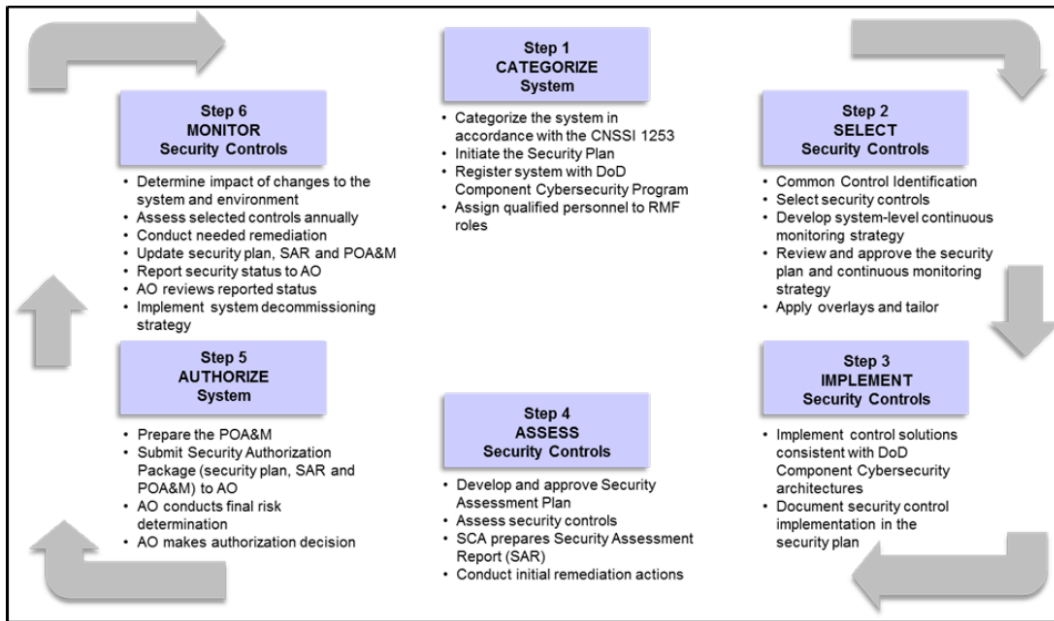 Step 1
CATEGORIZE
System
• Categorize the system in
accordance with the CNSSI 1253
• Initiate the Security Plan
• Register system with DoD
Component Cybersecurity Program
• Assign qualified personnel to RMF
roles
Step 2
SELECT
Security Controls
• Common Control Identification
• Select security controls
• Develop system-level continuous
monitoring strategy
• Review and approve the security
plan and continuous monitoring
strategy
• Apply overlays and tailor
Step 3
IMPLEMENT
Security Controls
• Implement control solutions
consistent with DoD
Component Cybersecurity
architectures
• Document security control
implementation in the
security plan
Step 4
ASSESS
Security Controls
• Develop and approve Security
Assessment Plan
• Assess security controls
• SCA prepares Security Assessment
Report (SAR)
• Conduct initial remediation actions
Step 5
AUTHORIZE
System
• Prepare the POA&M
• Submit Security Authorization
Package (security plan, SAR and
POA&M) to AO
• AO conducts final risk
determination
• AO makes authorization decision
Step 6
MONITOR
Security Controls
• Determine impact of changes to the
system and environment
• Assess selected controls annually
• Conduct needed remediation
• Update security plan, SAR and POA&M
• Report security status to AO
• AO reviews reported status
• Implement system decommissioning
strategy